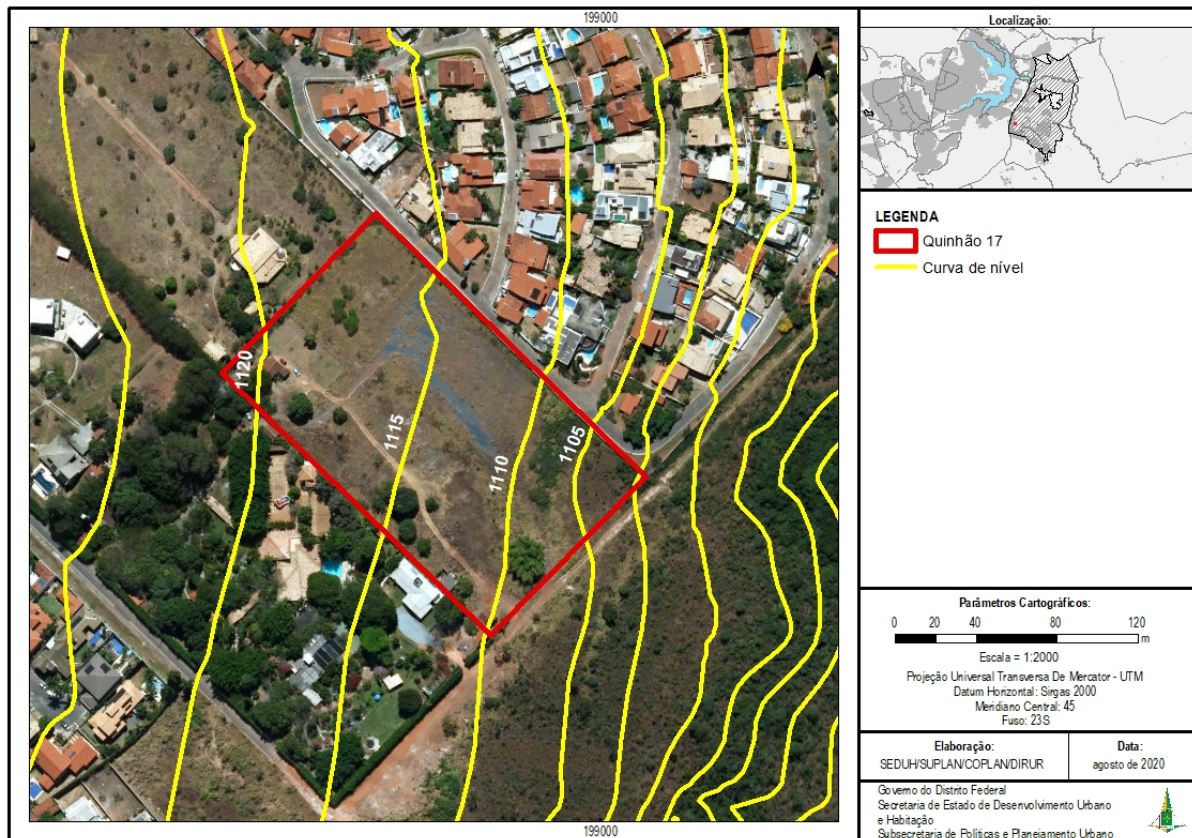 199000
1120
1115
1110
1105
199000
Localização:
LEGENDA
Quinhão 17
Curva de nível
Parâmetros Cartográficos:
0 20 40 80 120
m
Escala = 1:2000
Projeção Universal Transversa De Mercator - UTM
Datum Horizontal: Sirgas 2000
Meridiano Central: 45
Fuso: 23S
Elaboração:
SEDUH/SUPLAN/COPLAN/DIRUR
Data:
agosto de 2020
Governo do Distrito Federal
Secretaria de Estado de Desenvolvimento Urbano
e Habitação
Subsecretaria de Políticas e Planejamento Urbano